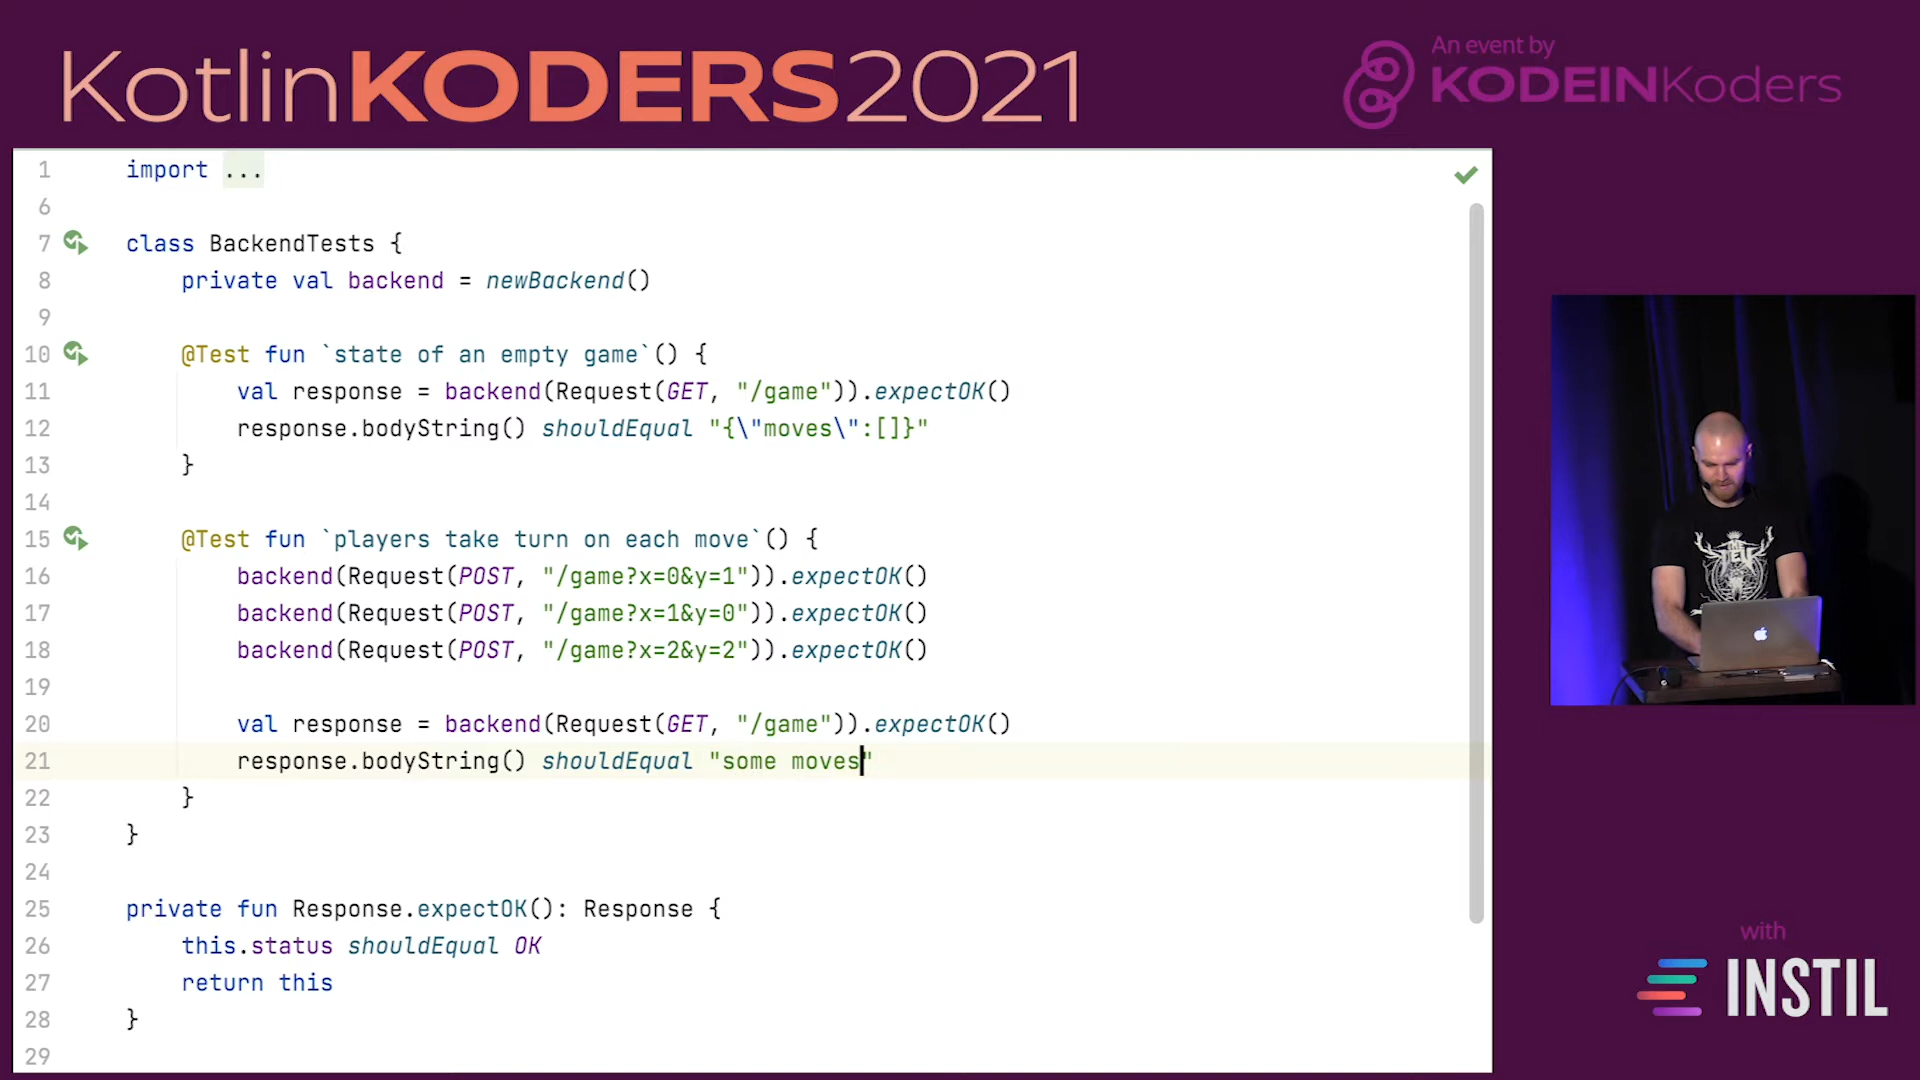 KotlinKODERS2021
An event by
KODEINKoders
1 import ...
6
7 class BackendTests {
8 private val backend = newBackend()
9
10 @Test fun `state of an empty game`() {
11 val response = backend(Request(GET, "/game")).expectOK()
12 response.bodyString() shouldEqual "{\"moves\":[]}"
13 }
14
15 @Test fun `players take turn on each move`() {
16 backend(Request(POST, "/game?x=0&y=1")).expectOK()
17 backend(Request(POST, "/game?x=1&y=0")).expectOK()
18 backend(Request(POST, "/game?x=2&y=2")).expectOK()
19
20 val response = backend(Request(GET, "/game")).expectOK()
21 response.bodyString() shouldEqual "some moves"
22 }
23 }
24
25 private fun Response.expectOK(): Response {
26 this.status shouldEqual OK
27 return this
28 }
29
with
INSTIL